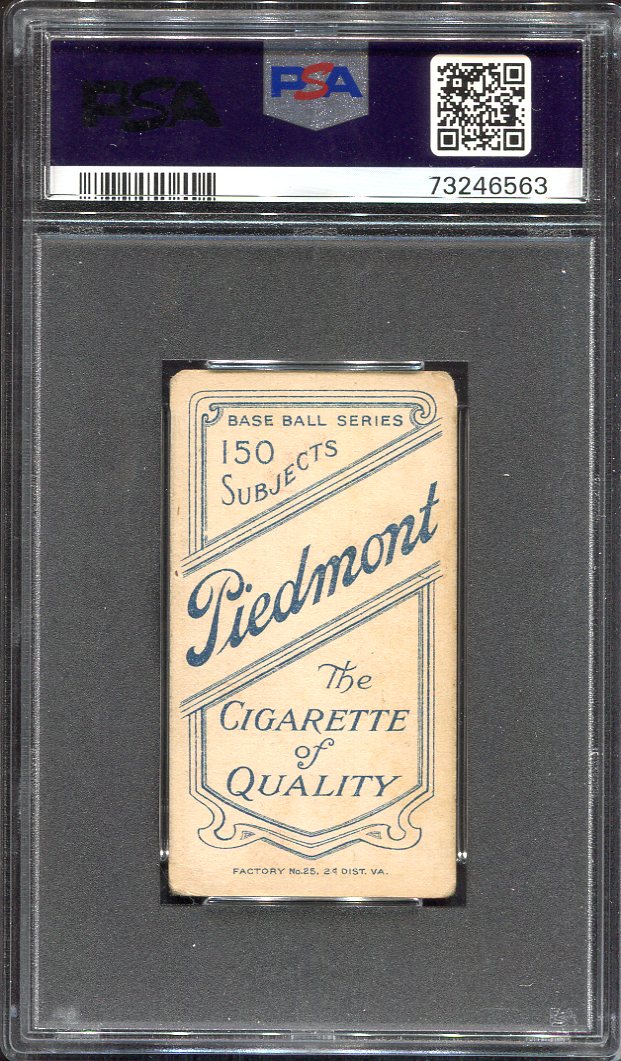 PSA
PSA
73246563
BASE BALL SERIES
150
SUBJECTS
Piedmont
The
CIGARETTE
of
QUALITY
FACTORY No. 25, 2d DIST. VA.
PSA